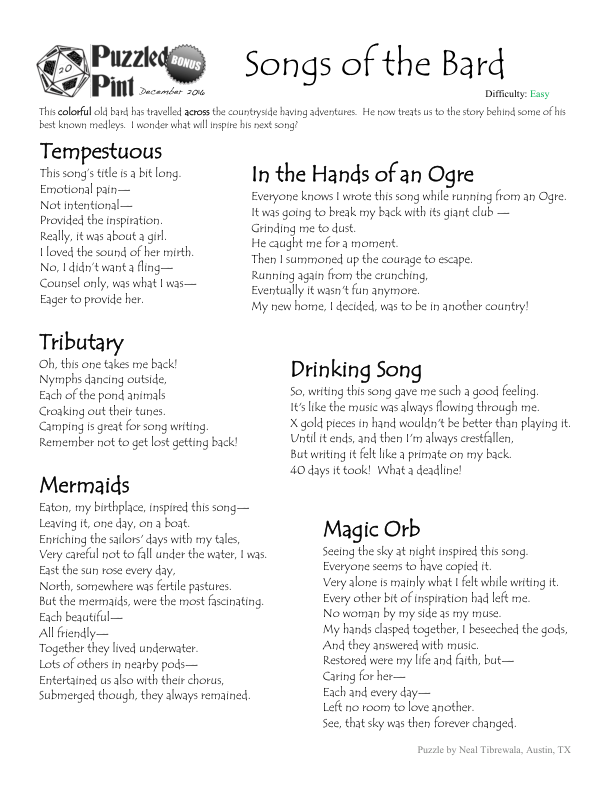 Puzzled
Pint
BONUS
20
December 2016
Songs of the Bard
Difficulty: Easy
This colorful old bard has travelled across the countryside having adventures. He now treats us to the story behind some of his
best known medleys. I wonder what will inspire his next song?
Tempestuous
This song's title is a bit long.
Emotional pain—
Not intentional—
Provided the inspiration.
Really, it was about a girl.
I loved the sound of her mirth.
No, I didn't want a fling—
Counsel only, was what I was—
Eager to provide her.
In the Hands of an Ogre
Everyone knows I wrote this song while running from an Ogre.
It was going to break my back with its giant club —
Grinding me to dust.
He caught me for a moment.
Then I summoned up the courage to escape.
Running again from the crunching,
Eventually it wasn't fun anymore.
My new home, I decided, was to be in another country!
Tributary
Oh, this one takes me back!
Nymphs dancing outside,
Each of the pond animals
Croaking out their tunes.
Camping is great for song writing.
Remember not to get lost getting back!
Drinking Song
So, writing this song gave me such a good feeling.
It's like the music was always flowing through me.
X gold pieces in hand wouldn't be better than playing it.
Until it ends, and then I'm always crestfallen,
But writing it felt like a primate on my back.
40 days it took! What a deadline!
Mermaids
Eaton, my birthplace, inspired this song—
Leaving it, one day, on a boat.
Enriching the sailors' days with my tales,
Very careful not to fall under the water, I was.
East the sun rose every day,
North, somewhere was fertile pastures.
But the mermaids, were the most fascinating.
Each beautiful—
All friendly—
Together they lived underwater.
Lots of others in nearby pods—
Entertained us also with their chorus,
Submerged though, they always remained.
Magic Orb
Seeing the sky at night inspired this song.
Everyone seems to have copied it.
Very alone is mainly what I felt while writing it.
Every other bit of inspiration had left me.
No woman by my side as my muse.
My hands clasped together, I beseeched the gods,
And they answered with music.
Restored were my life and faith, but—
Caring for her—
Each and every day—
Left no room to love another.
See, that sky was then forever changed.
Puzzle by Neal Tibrewala, Austin, TX